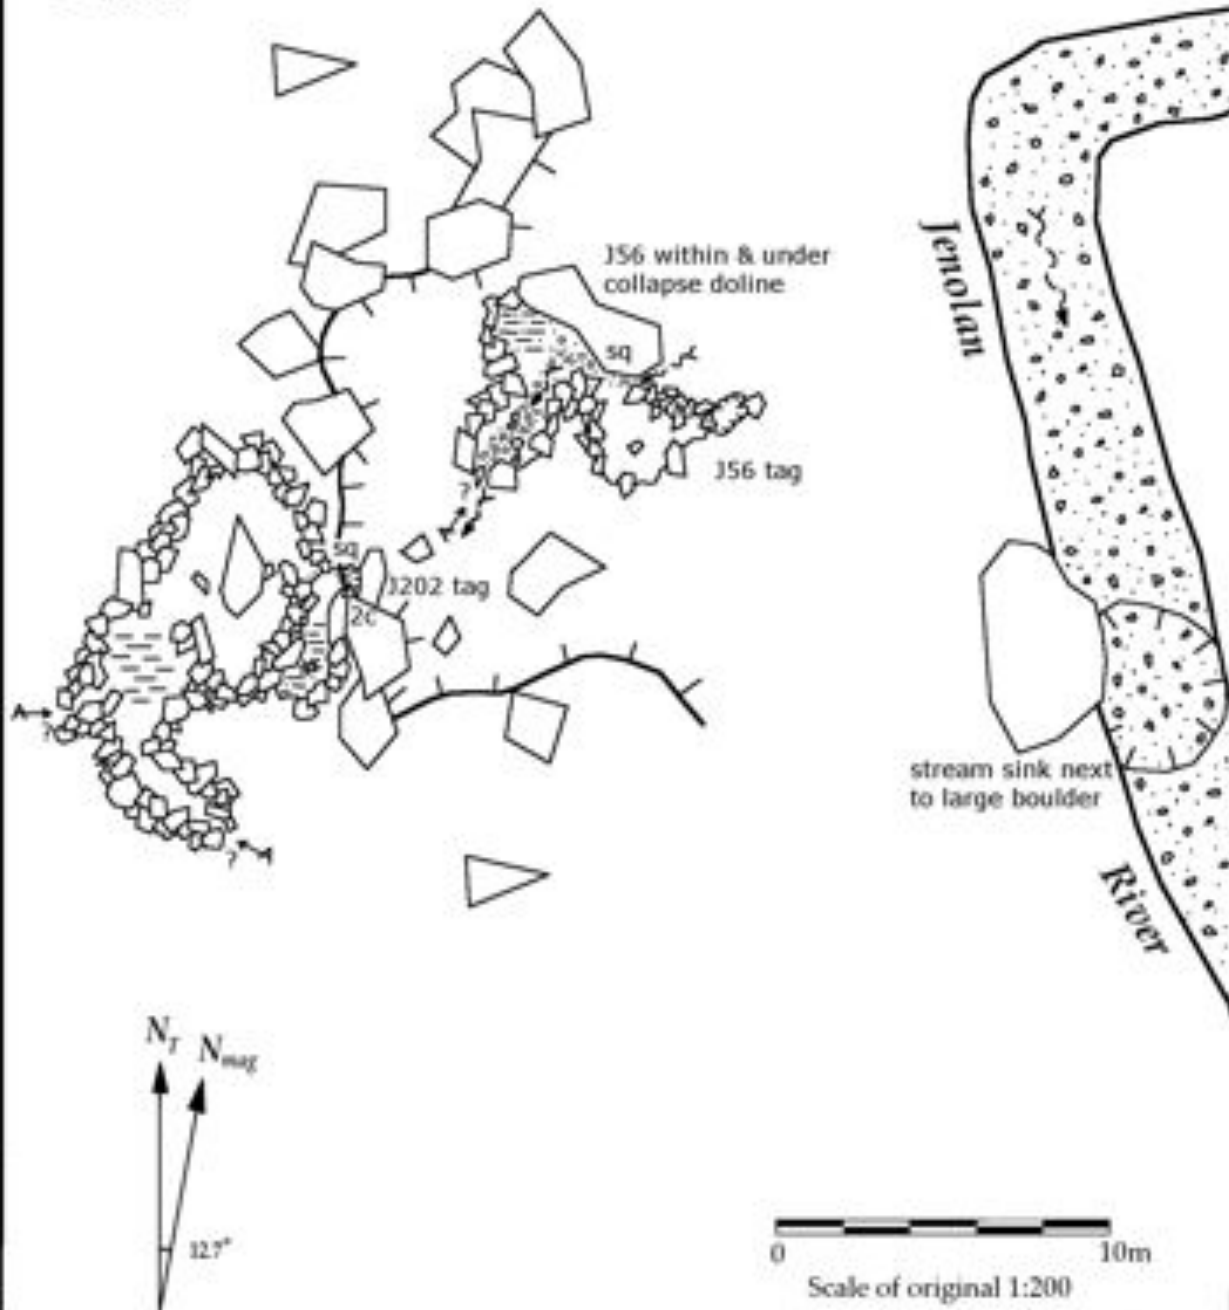 J56 within & under
collapse doline
sq
J56 tag
?
sq
J202 tag
2c
A
?
?
Jenolan
stream sink next
to large boulder
River
N_T N_mag
12.7°
0 10m
Scale of original 1:200